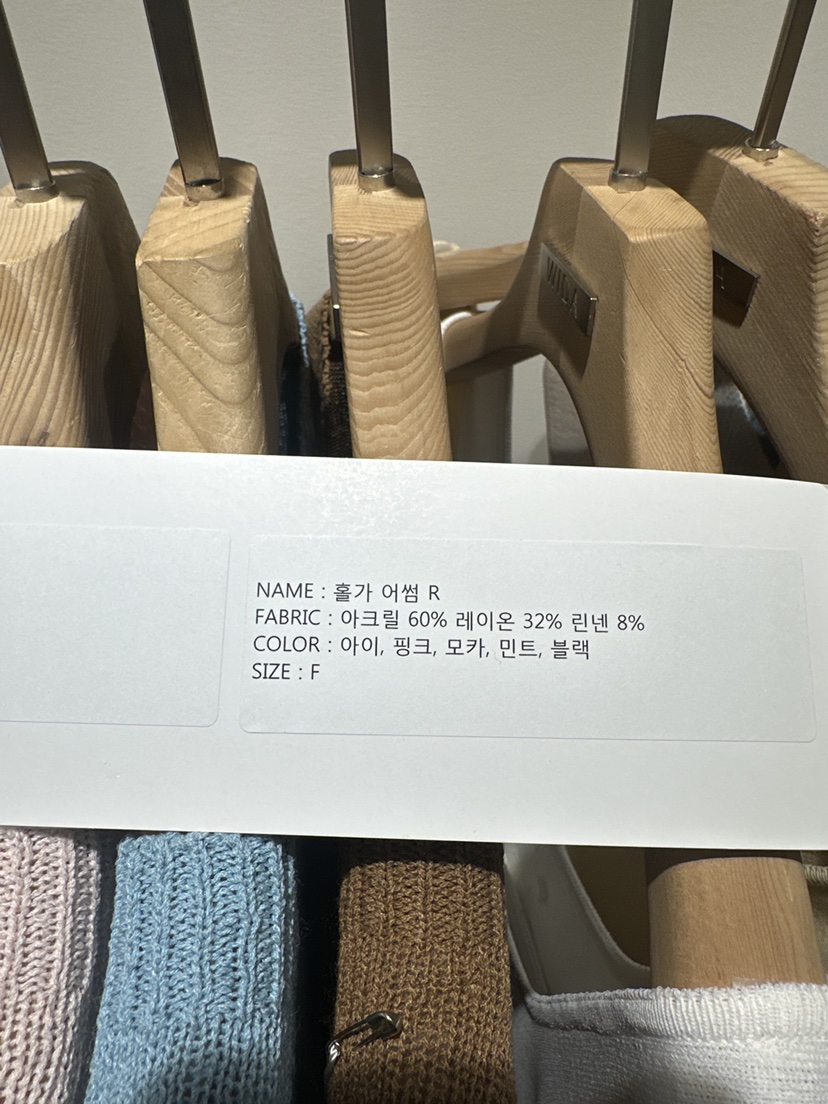 MILK
NAME : 홀가 어썸 R
FABRIC : 아크릴 60% 레이온 32% 린넨 8%
COLOR : 아이, 핑크, 모카, 민트, 블랙
SIZE : F